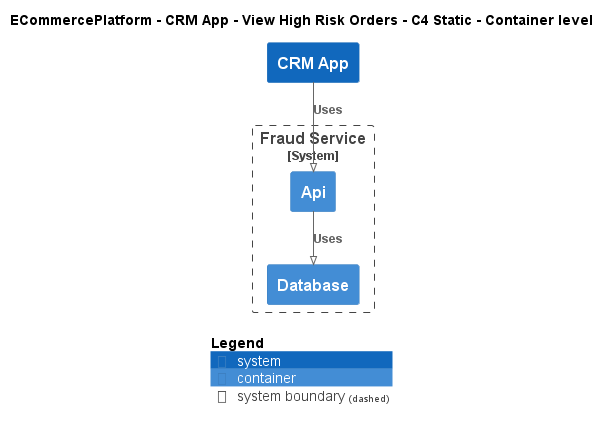 ECommercePlatform - CRM App - View High Risk Orders - C4 Static - Container level
CRM App
Uses
Fraud Service
[System]
Api
Uses
Database
Legend
system
container
system boundary (dashed)